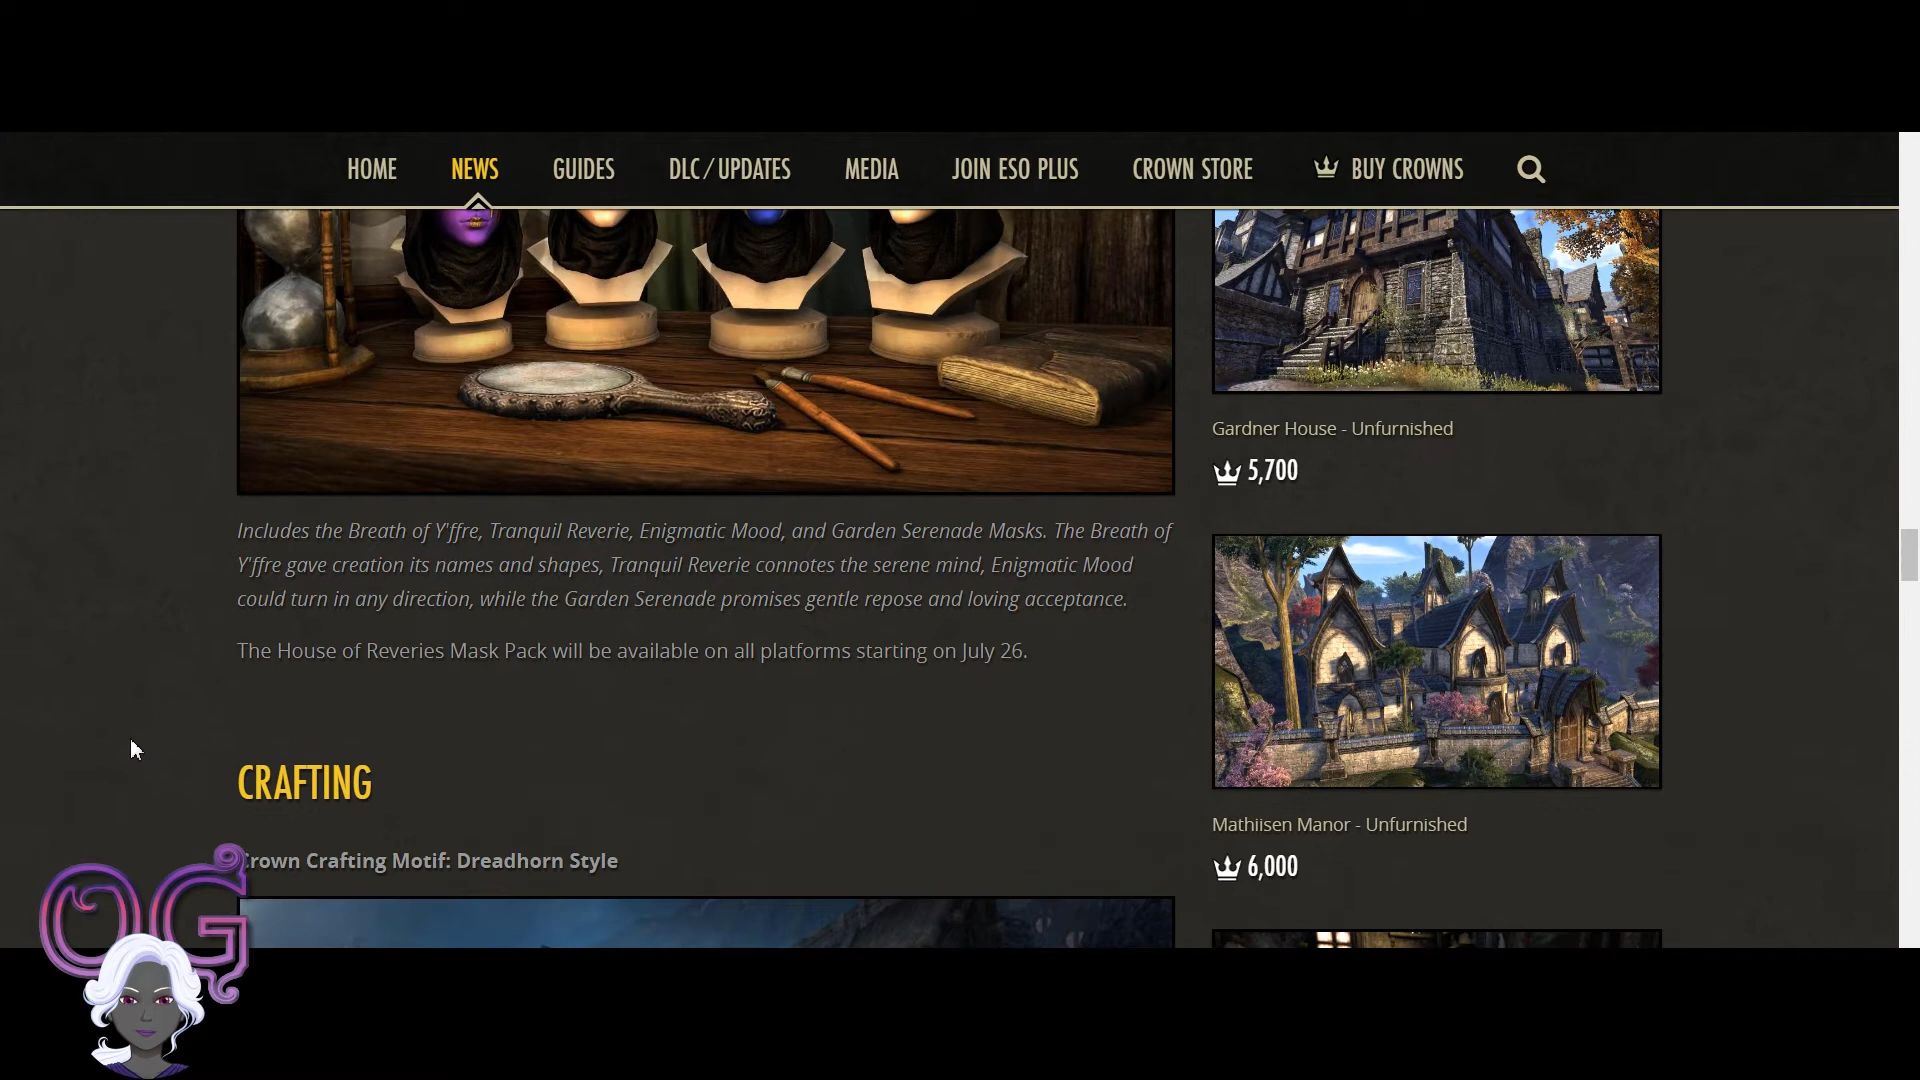 HOME NEWS GUIDES DLC/UPDATES MEDIA JOIN ESO PLUS CROWN STORE BUY CROWNS
Includes the Breath of Y'ffre, Tranquil Reverie, Enigmatic Mood, and Garden Serenade Masks. The Breath of
Y'ffre gave creation its names and shapes, Tranquil Reverie connotes the serene mind, Enigmatic Mood
could turn in any direction, while the Garden Serenade promises gentle repose and loving acceptance.
The House of Reveries Mask Pack will be available on all platforms starting on July 26.
CRAFTING
Crown Crafting Motif: Dreadhorn Style
Gardner House - Unfurnished
5,700
Mathiisen Manor - Unfurnished
6,000
OG